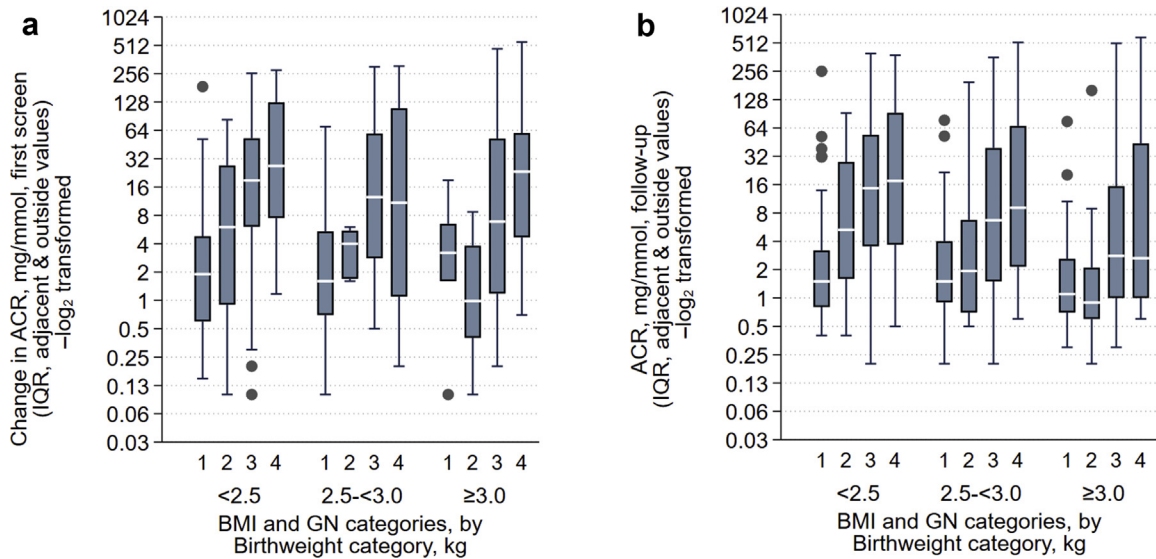 a
Change in ACR, mg/mmol, first screen
(IQR, adjacent & outside values)
–log₂ transformed
1024
512
256
128
64
32
16
8
4
2
1
0.5
0.25
0.13
0.06
0.03
1 2 3 4 1 2 3 4 1 2 3 4
<2.5 2.5-<3.0 ≥3.0
BMI and GN categories, by
Birthweight category, kg
b
ACR, mg/mmol, follow-up
(IQR, adjacent & outside values)
–log₂ transformed
1024
512
256
128
64
32
16
8
4
2
1
0.5
0.25
0.13
0.06
0.03
1 2 3 4 1 2 3 4 1 2 3 4
<2.5 2.5-<3.0 ≥3.0
BMI and GN categories, by
Birthweight category, kg